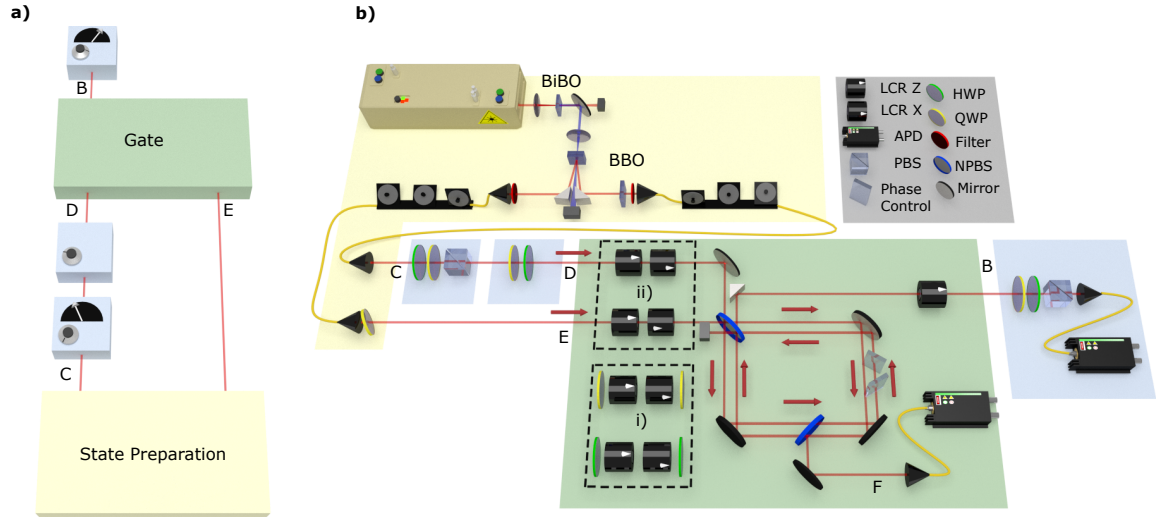 a)
B
Gate
D
E
C
State Preparation
b)
BiBO
BBO
LCR Z
HWP
LCR X
QWP
APD
Filter
PBS
NPBS
Phase
Control
Mirror
C
D
ii)
B
E
i)
F